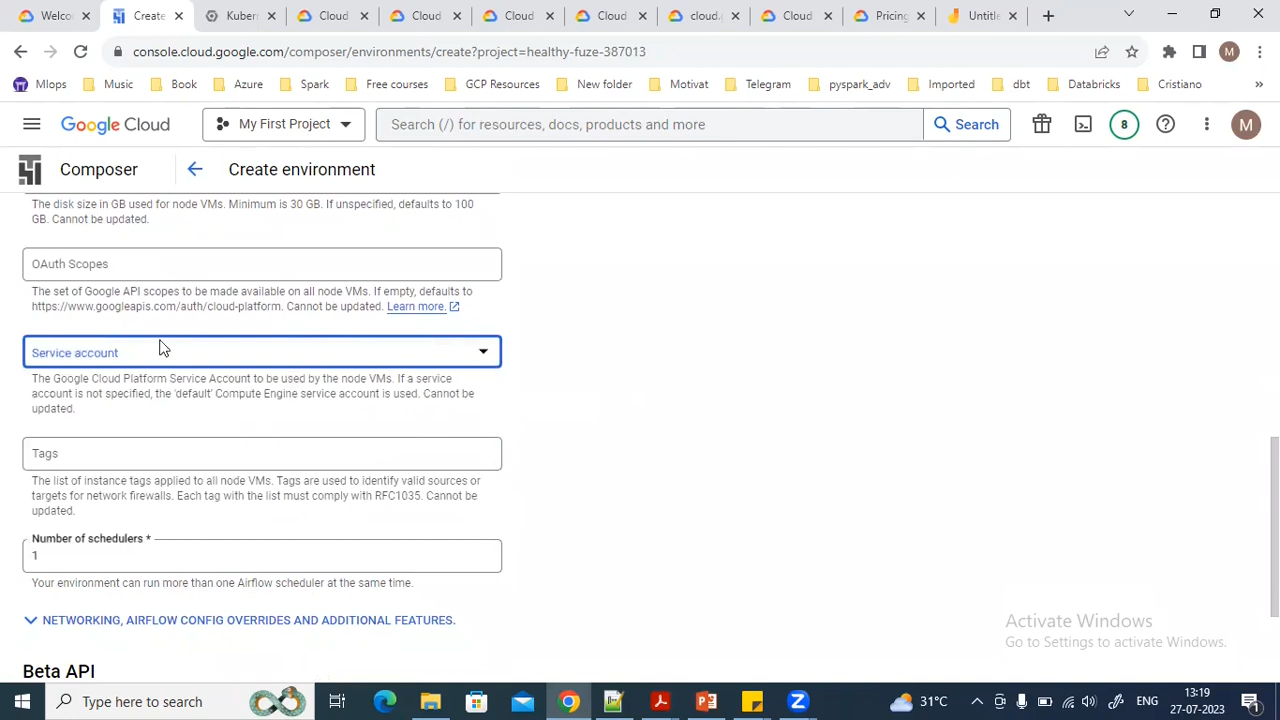 Welco
Create
Kubern
Cloud
Cloud
Cloud
Cloud
cloud.g
Cloud
Pricing
Untitle
console.cloud.google.com/composer/environments/create?project=healthy-fuze-387013
M
Mlops
Music
Book
Azure
Spark
Free courses
GCP Resources
New folder
Motivat
Telegram
pyspark_adv
Imported
dbt
Databricks
Cristiano
»
Google Cloud
My First Project
Search (/) for resources, docs, products and more
Search
8
M
Composer
Create environment
The disk size in GB used for node VMs. Minimum is 30 GB. If unspecified, defaults to 100
GB. Cannot be updated.
OAuth Scopes
The set of Google API scopes to be made available on all node VMs. If empty, defaults to
https://www.googleapis.com/auth/cloud-platform. Cannot be updated. Learn more.
Service account
The Google Cloud Platform Service Account to be used by the node VMs. If a service
account is not specified, the 'default' Compute Engine service account is used. Cannot be
updated.
Tags
The list of instance tags applied to all node VMs. Tags are used to identify valid sources or
targets for network firewalls. Each tag with the list must comply with RFC1035. Cannot be
updated.
Number of schedulers *
1
Your environment can run more than one Airflow scheduler at the same time.
NETWORKING, AIRFLOW CONFIG OVERRIDES AND ADDITIONAL FEATURES.
Beta API
Activate Windows
Go to Settings to activate Windows.
Type here to search
31°C
ENG
13:19
27-07-2023
1